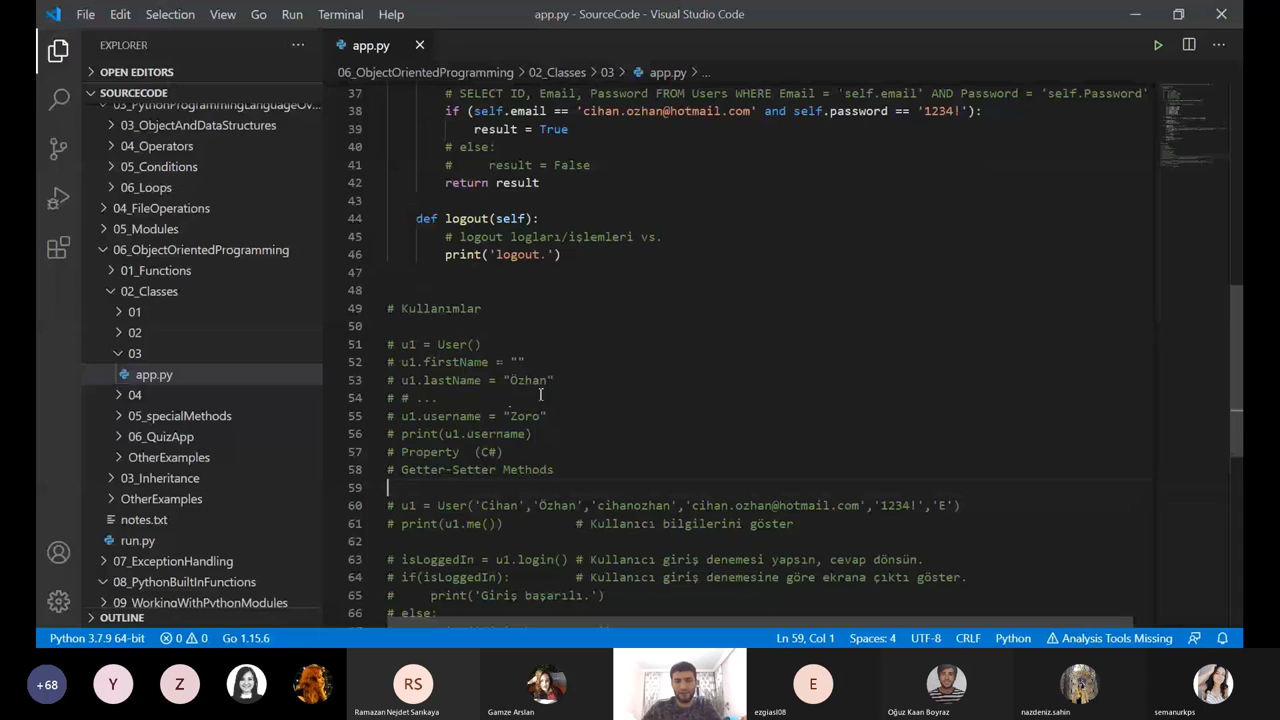 File Edit Selection View Go Run Terminal Help
app.py - SourceCode - Visual Studio Code
EXPLORER
OPEN EDITORS
SOURCECODE
03_PythonProgrammingLanguageOv...
03_ObjectAndDataStructures
04_Operators
05_Conditions
06_Loops
04_FileOperations
05_Modules
06_ObjectOrientedProgramming
01_Functions
02_Classes
01
02
03
app.py
04
05_specialMethods
06_QuizApp
OtherExamples
03_Inheritance
OtherExamples
notes.txt
run.py
07_ExceptionHandling
08_PythonBuiltInFunctions
09_WorkingWithPythonModules
OUTLINE
app.py
06_ObjectOrientedProgramming > 02_Classes > 03 > app.py > ...
37 # SELECT ID, Email, Password FROM Users WHERE Email = 'self.email' AND Password = 'self.Password'
38 if (self.email == 'cihan.ozhan@hotmail.com' and self.password == '1234!'):
39 result = True
40 # else:
41 #     result = False
42 return result
43
44 def logout(self):
45 # logout logları/işlemleri vs.
46 print('logout.')
47
48
49 # Kullanımlar
50
51 # u1 = User()
52 # u1.firstName = ""
53 # u1.lastName = "Özhan"
54 # # ...
55 # u1.username = "Zoro"
56 # print(u1.username)
57 # Property  (C#)
58 # Getter-Setter Methods
59
60 # u1 = User('Cihan','Özhan','cihanozhan','cihan.ozhan@hotmail.com','1234!','E')
61 # print(u1.me())          # Kullanıcı bilgilerini göster
62
63 # isLoggedIn = u1.login() # Kullanıcı giriş denemesi yapsın, cevap dönsün.
64 # if(isLoggedIn):         # Kullanıcı giriş denemesine göre ekrana çıktı göster.
65 #     print('Giriş başarılı.')
66 # else:
Python 3.7.9 64-bit 0 0 Go 1.15.6 Ln 59, Col 1 Spaces: 4 UTF-8 CRLF Python Analysis Tools Missing
+68 Y Z RS E
Ramazan Nejdet Sarıkaya Gamze Arslan ezgiasl08 Oğuz Kaan Boyraz nazdeniz.sahin semanurkps